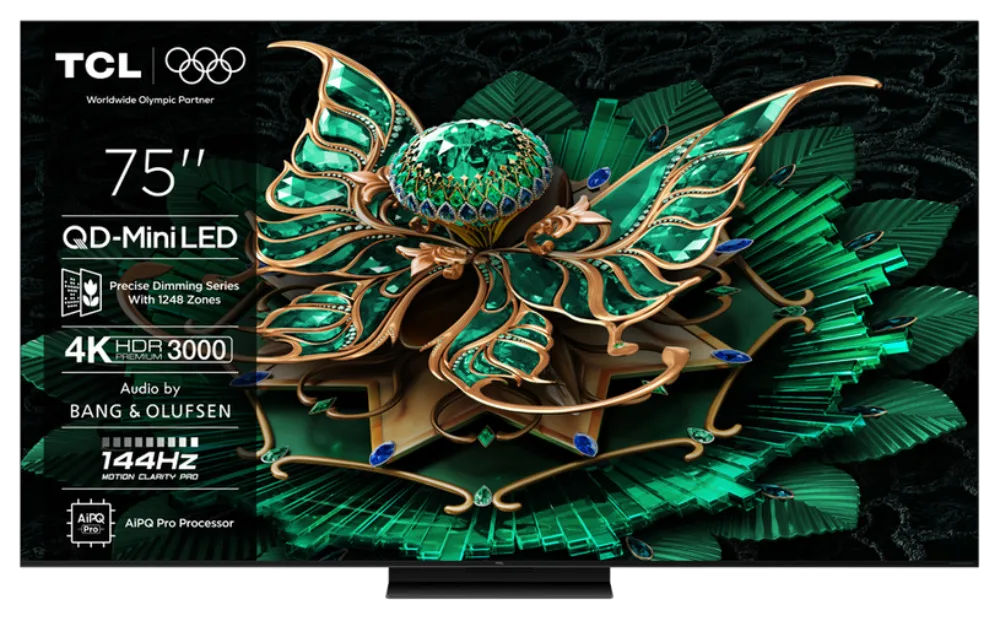 TCL
Worldwide Olympic Partner
75''
QD-Mini LED
Precise Dimming Series
With 1248 Zones
4K HDR PREMIUM 3000
Audio by
BANG & OLUFSEN
144Hz
MOTION CLARITY PRO
AiPQ
Pro
AiPQ Pro Processor
TCL